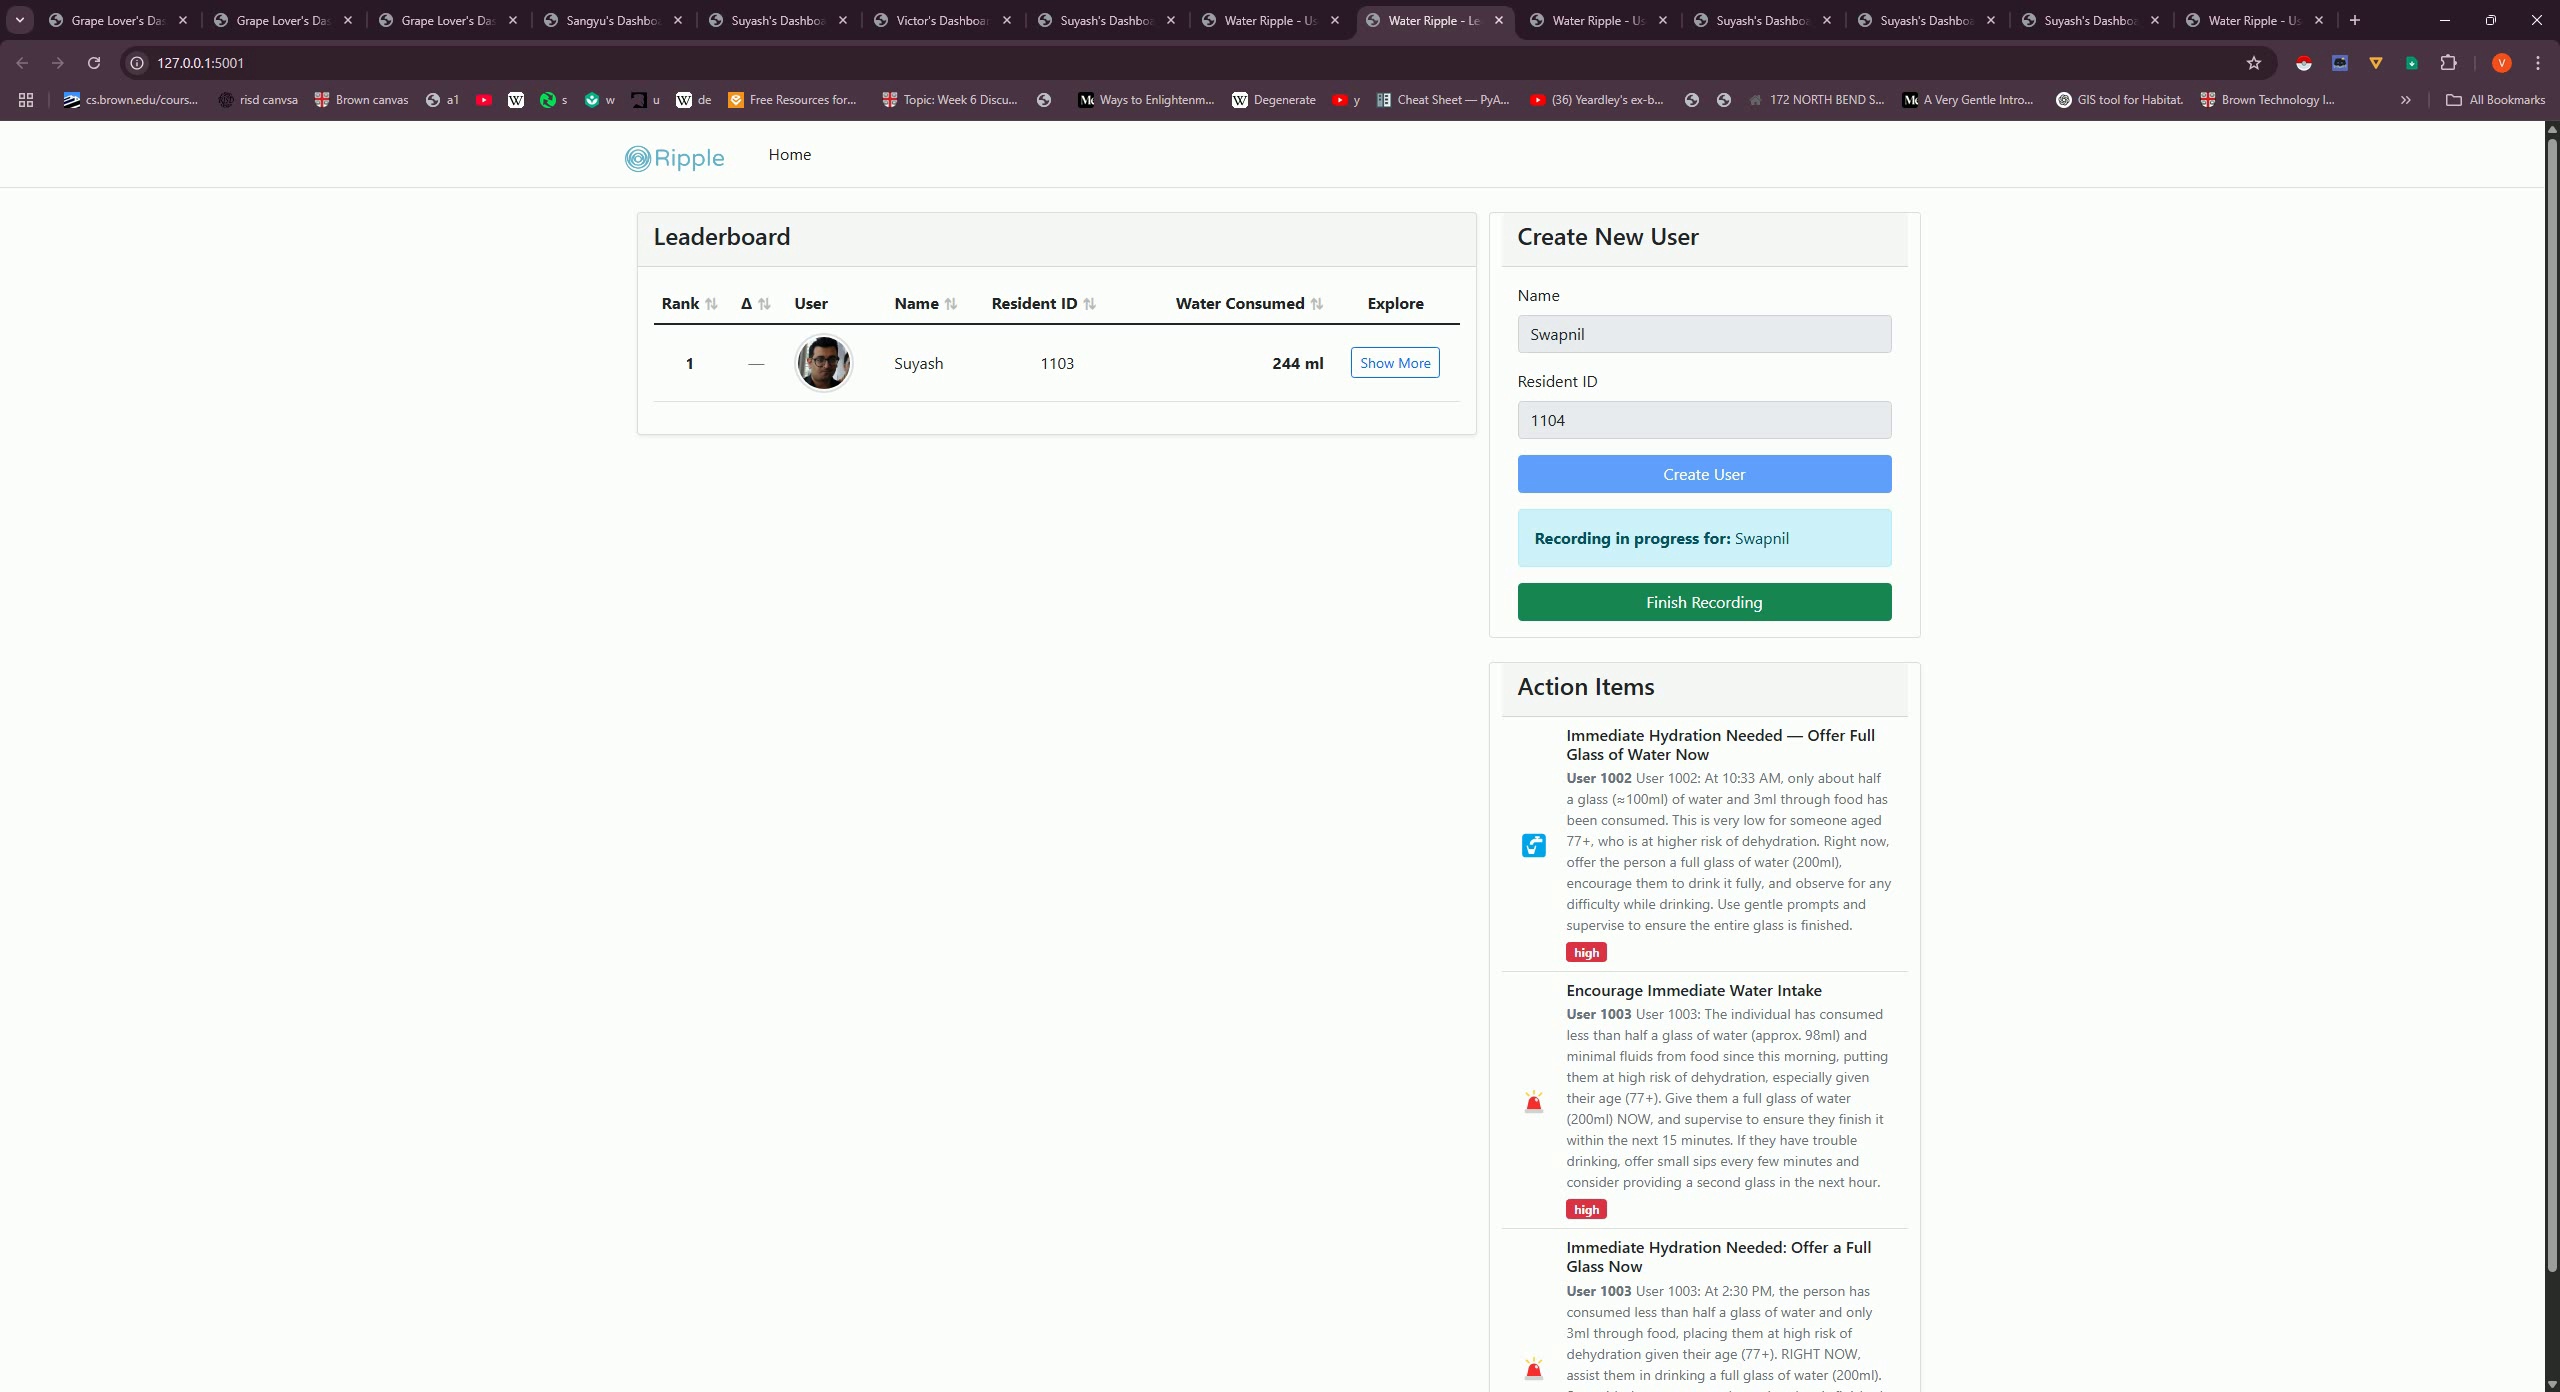 Grape Lover's Das
Grape Lover's Das
Grape Lover's Das
Sangyu's Dashboa
Suyash's Dashboa
Victor's Dashboar
Suyash's Dashboa
Water Ripple - Us
Water Ripple - Le
Water Ripple - Us
Suyash's Dashboa
Suyash's Dashboa
Suyash's Dashboa
Water Ripple - Us
127.0.0.1:5001
V
cs.brown.edu/cours...
risd canvsa
Brown canvas
a1
s
w
u
de
Free Resources for...
Topic: Week 6 Discu...
Ways to Enlightenm...
Degenerate
y
Cheat Sheet — PyA...
(36) Yeardley's ex-b...
172 NORTH BEND S...
A Very Gentle Intro...
GIS tool for Habitat.
Brown Technology I...
All Bookmarks
Ripple
Home
Leaderboard
Rank Δ User Name Resident ID Water Consumed Explore
1 — Suyash 1103 244 ml Show More
Create New User
Name
Swapnil
Resident ID
1104
Create User
Recording in progress for: Swapnil
Finish Recording
Action Items
Immediate Hydration Needed — Offer Full
Glass of Water Now
User 1002 User 1002: At 10:33 AM, only about half
a glass (≈100ml) of water and 3ml through food has
been consumed. This is very low for someone aged
77+, who is at higher risk of dehydration. Right now,
offer the person a full glass of water (200ml),
encourage them to drink it fully, and observe for any
difficulty while drinking. Use gentle prompts and
supervise to ensure the entire glass is finished.
high
Encourage Immediate Water Intake
User 1003 User 1003: The individual has consumed
less than half a glass of water (approx. 98ml) and
minimal fluids from food since this morning, putting
them at high risk of dehydration, especially given
their age (77+). Give them a full glass of water
(200ml) NOW, and supervise to ensure they finish it
within the next 15 minutes. If they have trouble
drinking, offer small sips every few minutes and
consider providing a second glass in the next hour.
high
Immediate Hydration Needed: Offer a Full
Glass Now
User 1003 User 1003: At 2:30 PM, the person has
consumed less than half a glass of water and only
3ml through food, placing them at high risk of
dehydration given their age (77+). RIGHT NOW,
assist them in drinking a full glass of water (200ml).